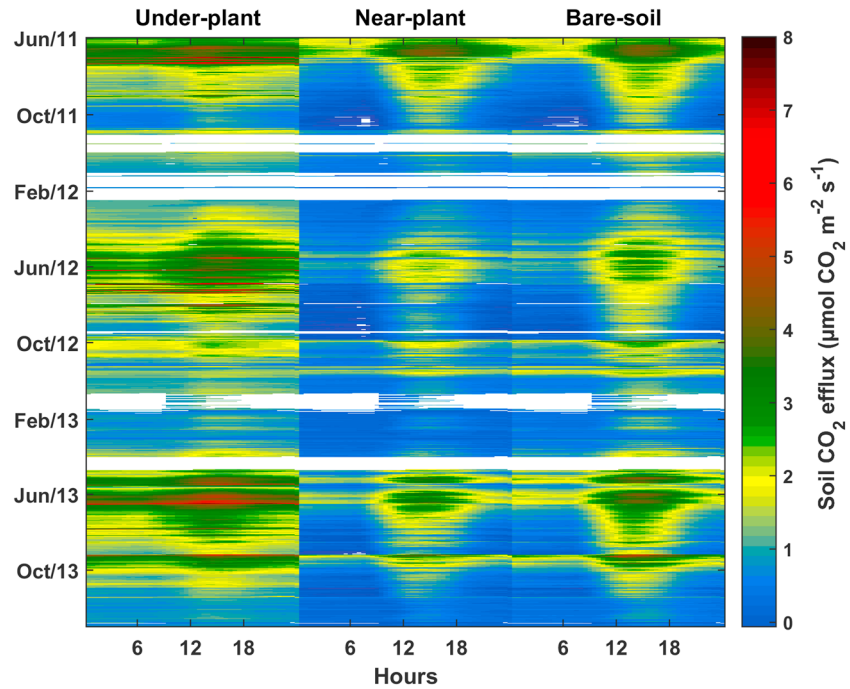 Under-plant Near-plant Bare-soil
Jun/11
Oct/11
Feb/12
Jun/12
Oct/12
Feb/13
Jun/13
Oct/13
6 12 18 6 12 18 6 12 18
Hours
8
7
6
5
4
3
2
1
0
Soil CO₂ efflux (µmol CO₂ m⁻² s⁻¹)